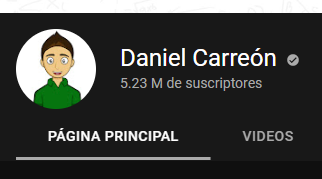 Daniel Carreón
5.23 M de suscriptores
PÁGINA PRINCIPAL VIDEOS